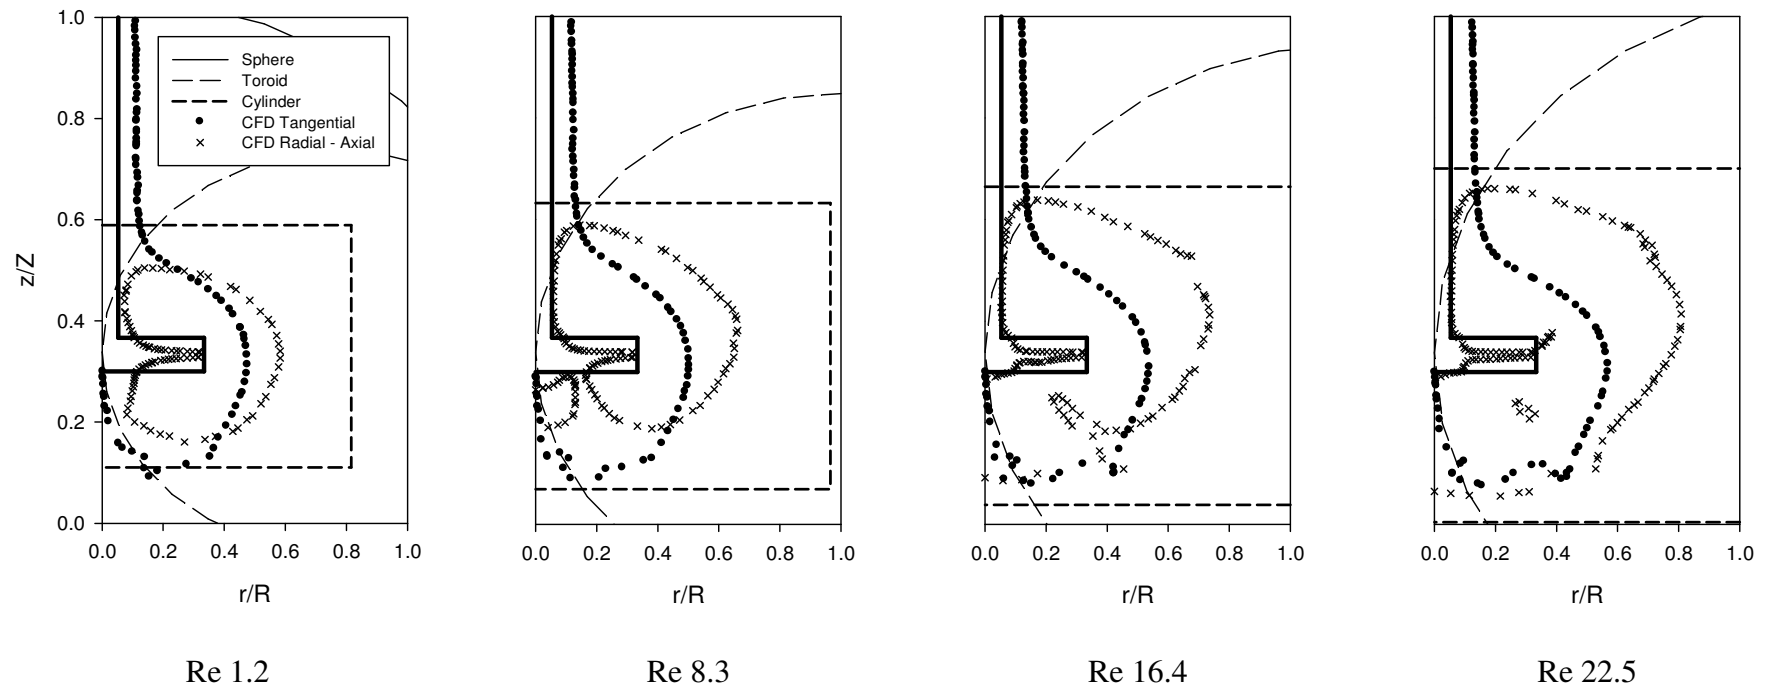 1.0
0.8
0.6
0.4
0.2
0.0
z/Z
Sphere
Toroid
Cylinder
CFD Tangential
CFD Radial - Axial
0.0 0.2 0.4 0.6 0.8 1.0
0.0 0.2 0.4 0.6 0.8 1.0
0.0 0.2 0.4 0.6 0.8 1.0
0.0 0.2 0.4 0.6 0.8 1.0
r/R
r/R
r/R
r/R
Re 1.2
Re 8.3
Re 16.4
Re 22.5